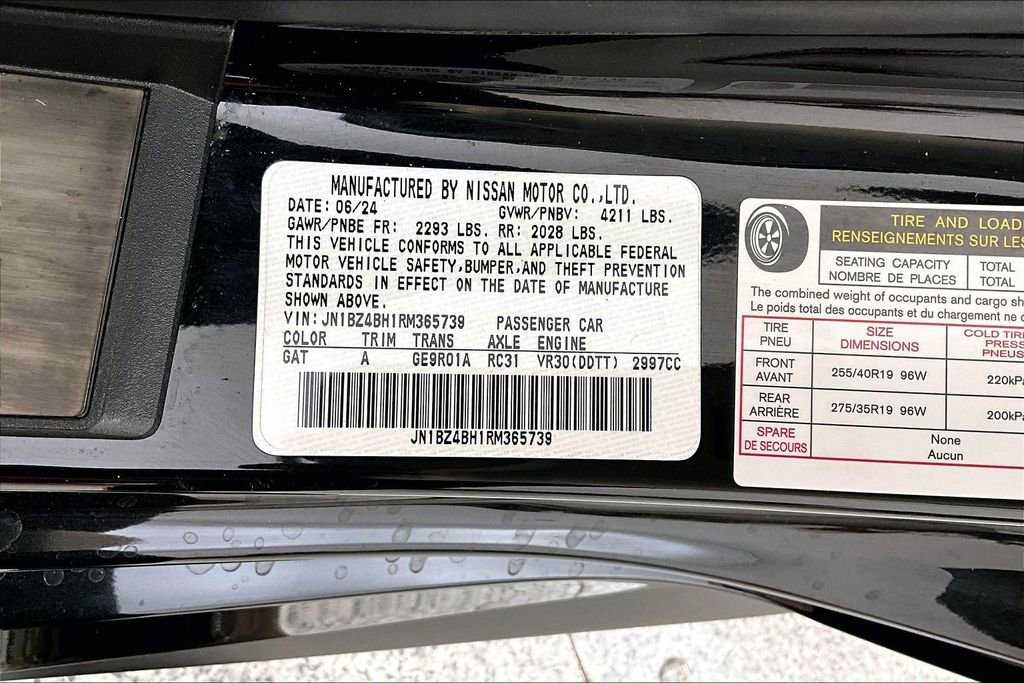 MANUFACTURED BY NISSAN MOTOR CO.,LTD.
DATE: 06/24 GVWR/PNBV: 4211 LBS.
GAWR/PNBE FR: 2293 LBS. RR: 2028 LBS.
THIS VEHICLE CONFORMS TO ALL APPLICABLE FEDERAL
MOTOR VEHICLE SAFETY,BUMPER,AND THEFT PREVENTION
STANDARDS IN EFFECT ON THE DATE OF MANUFACTURE
SHOWN ABOVE.
VIN:JN1BZ4BH1RM365739 PASSENGER CAR
COLOR TRIM TRANS AXLE ENGINE
GAT A GE9R01A RC31 VR30(DDTT) 2997CC
JN1BZ4BH1RM365739
TIRE AND LOADI
RENSEIGNEMENTS SUR LES
SEATING CAPACITY TOTAL
NOMBRE DE PLACES TOTAL
The combined weight of occupants and cargo sh
Le poids total des occupants et du chargement ne d
TIRE SIZE COLD TIR
PNEU DIMENSIONS PRESS
PNEUS
FRONT
AVANT 255/40R19 96W 220kPa
REAR
ARRIÈRE 275/35R19 96W 200kPa
SPARE None
DE SECOURS Aucun